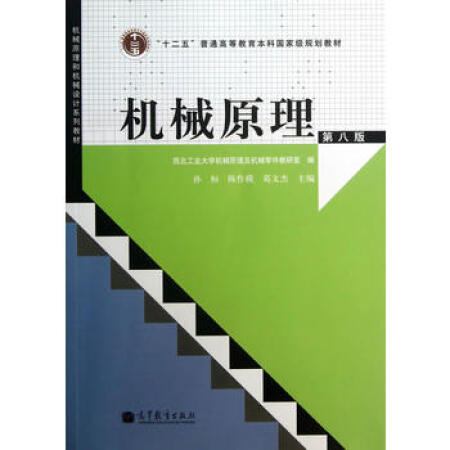 十二五
“十二五”普通高等教育本科国家级规划教材
机械原理和机械设计系列教材
机械原理
第八版
西北工业大学机械原理及机械零件教研室 编
孙 桓 陈作模 葛文杰 主编
高等教育出版社